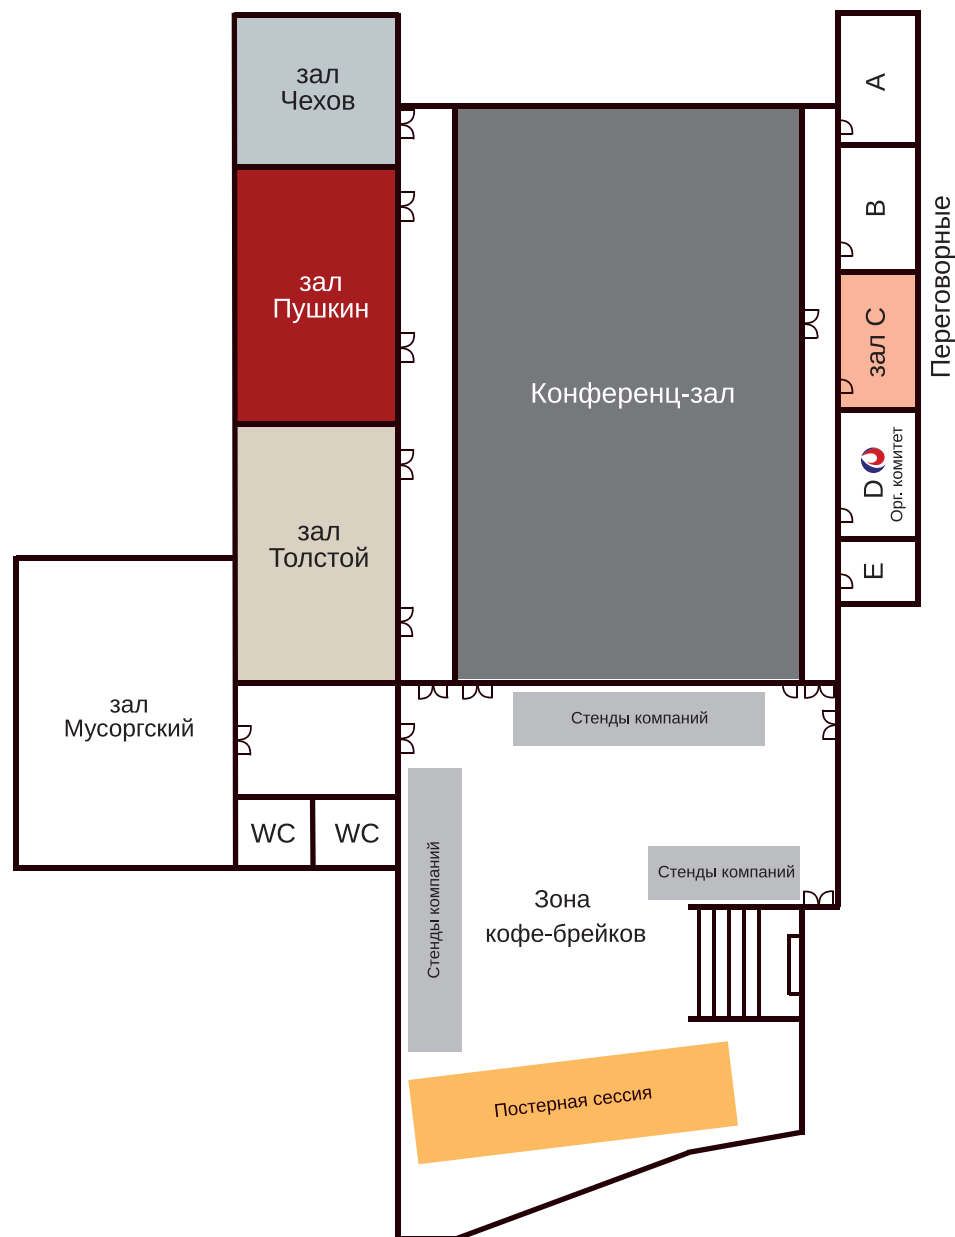 зал
Чехов
зал
Пушкин
зал
Толстой
зал
Мусоргский
WC
WC
Конференц-зал
A
B
зал C
D
Орг. комитет
E
Переговорные
Стенды компаний
Стенды компаний
Стенды компаний
Зона
кофе-брейков
Постерная сессия